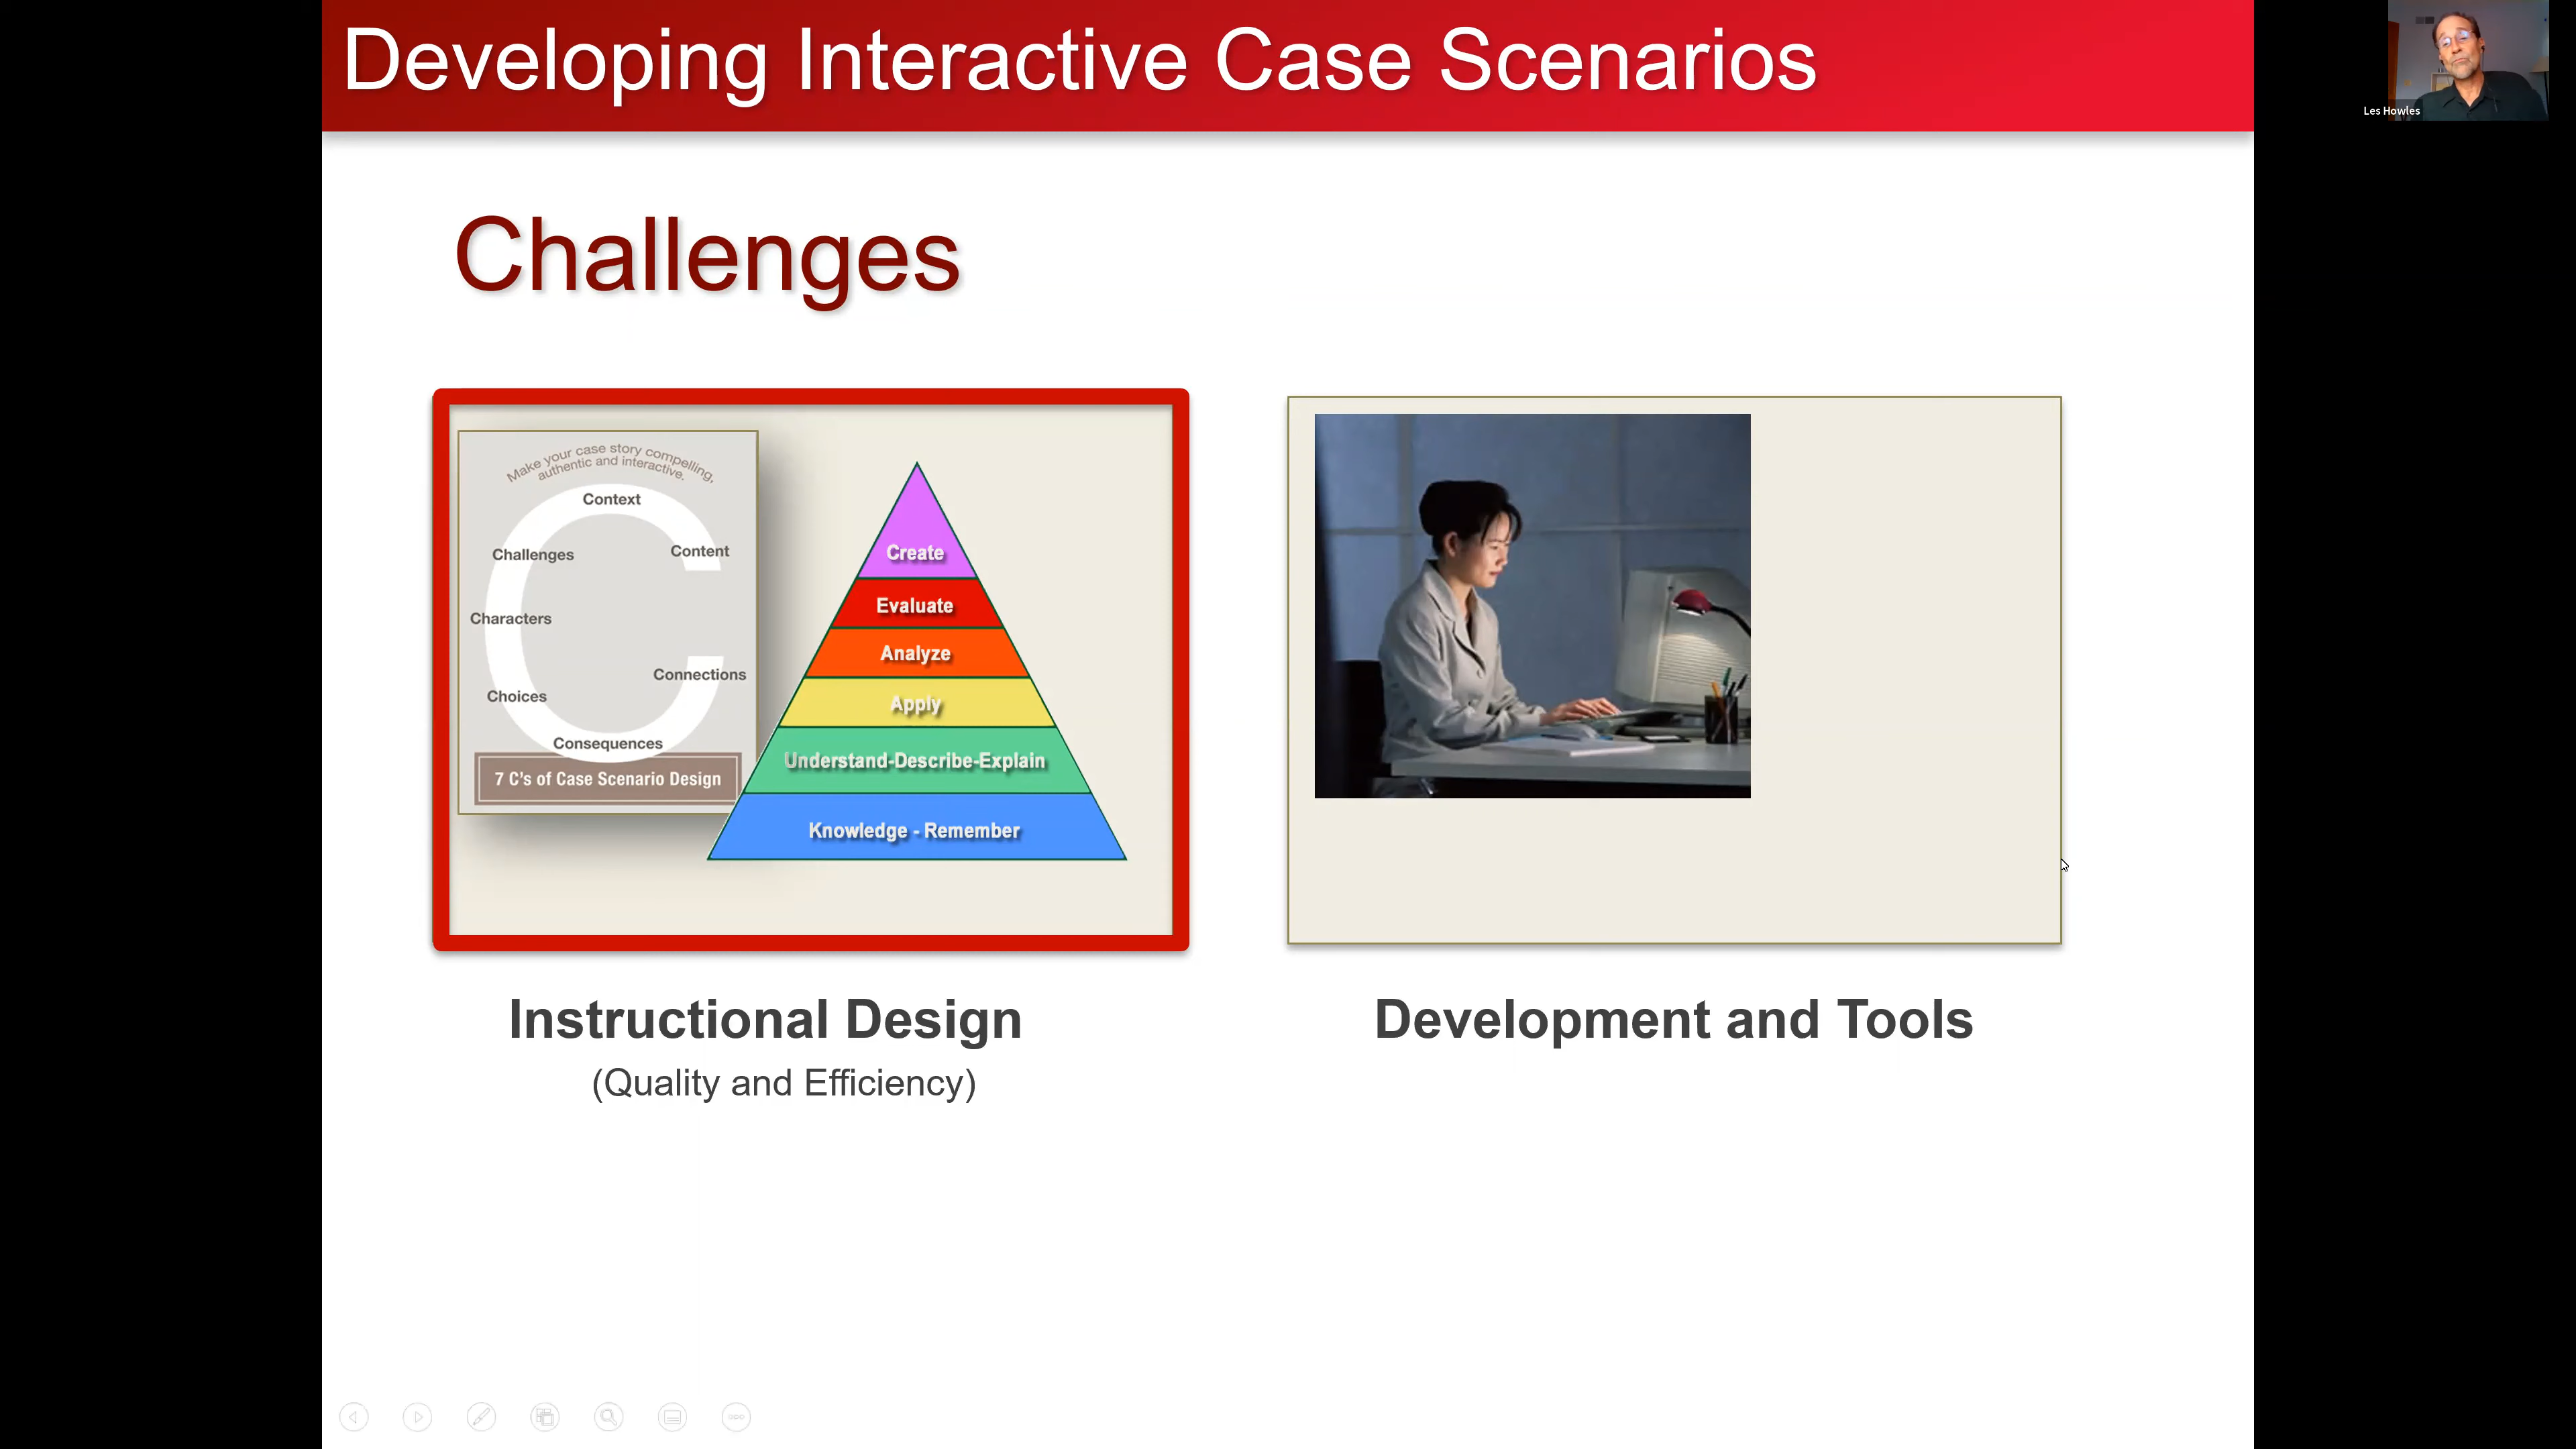 Developing Interactive Case Scenarios
Les Howles
Challenges
Make your case story compelling,
authentic and interactive.
Context
Challenges
Content
Characters
Connections
Choices
Consequences
7 C's of Case Scenario Design
Create
Evaluate
Analyze
Apply
Understand-Describe-Explain
Knowledge - Remember
Instructional Design
(Quality and Efficiency)
Development and Tools